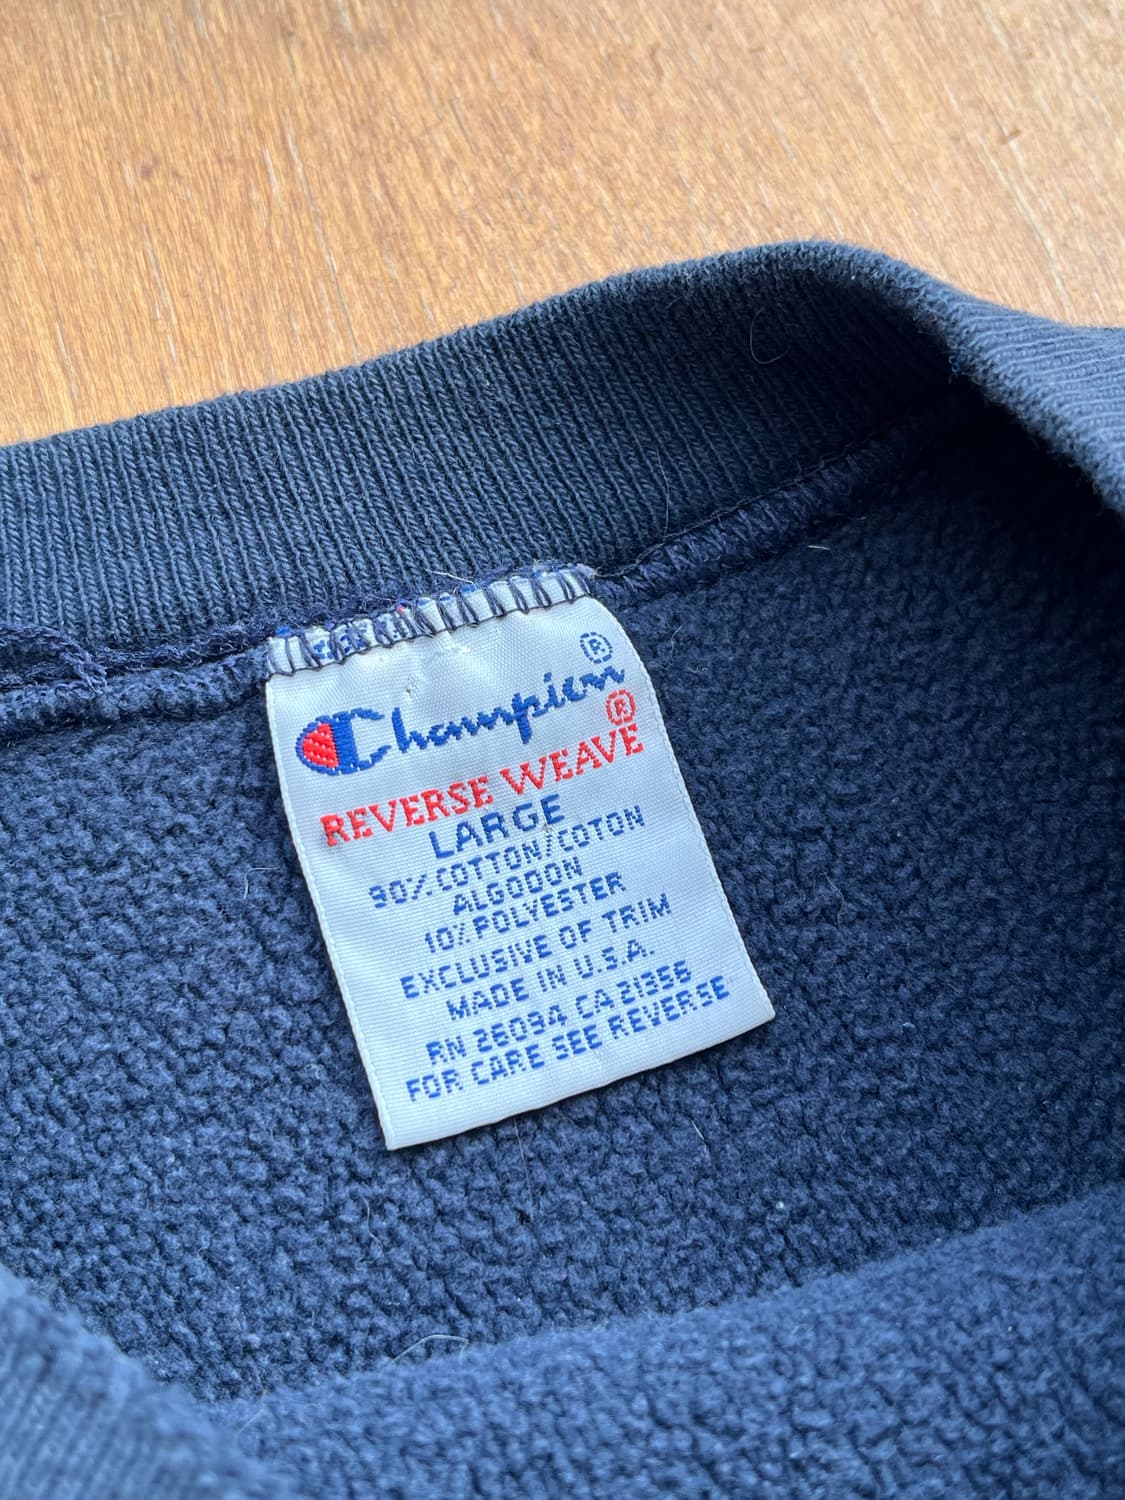 Champion®
REVERSE WEAVE®
LARGE
90% COTTON/COTON
ALGODON
10% POLYESTER
EXCLUSIVE OF TRIM
MADE IN U.S.A.
RN 26094 CA 21356
FOR CARE SEE REVERSE